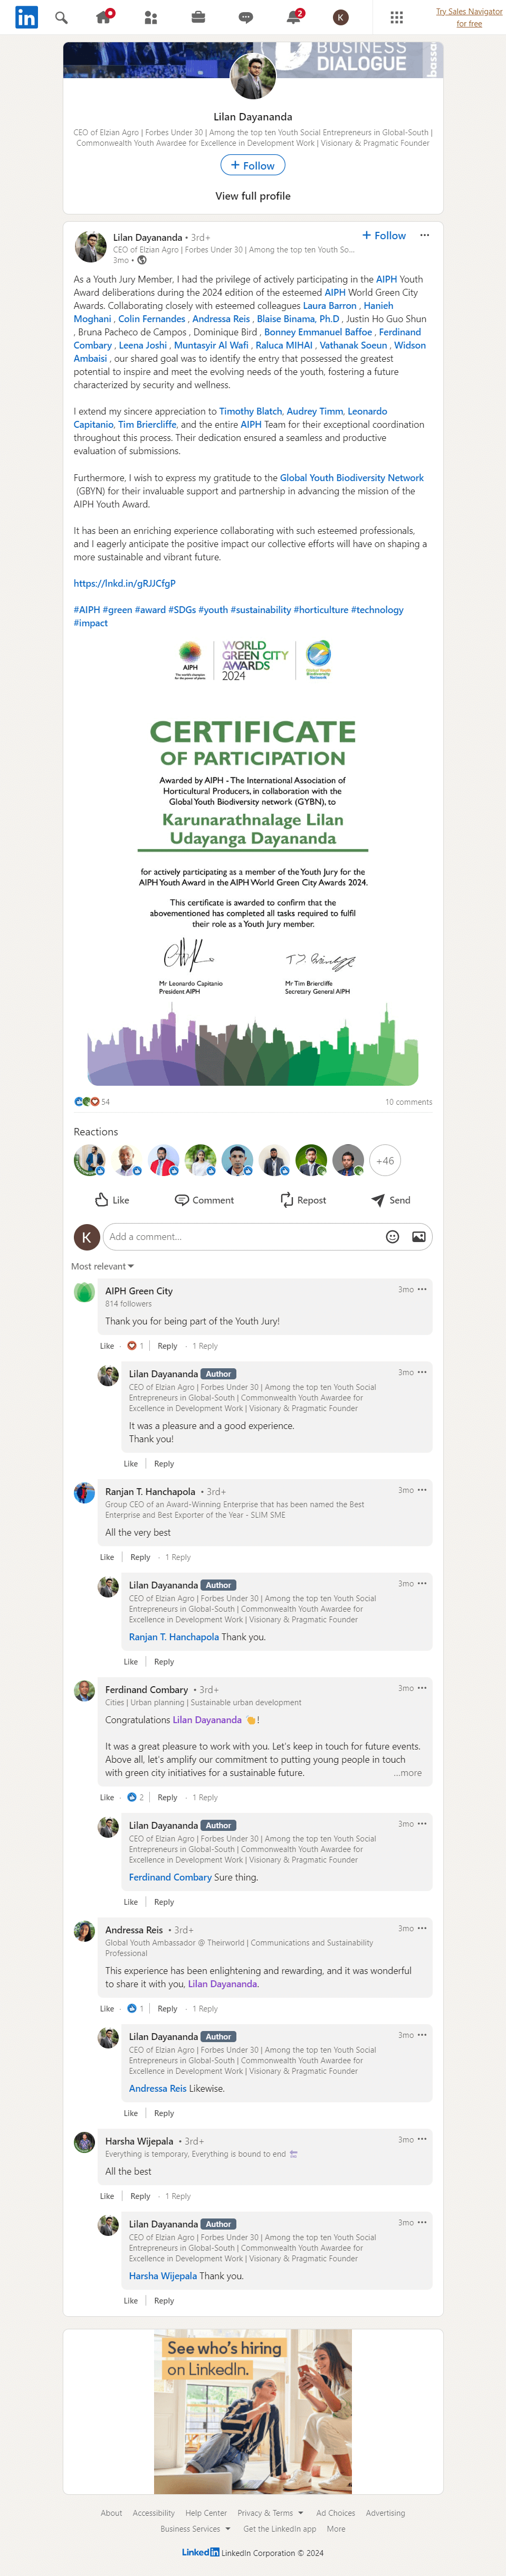 in
2
K
Try Sales Navigator
for free
BUSINESS
DIALOGUE
bassa
Lilan Dayananda
CEO of Elzian Agro | Forbes Under 30 | Among the top ten Youth Social Entrepreneurs in Global-South |
Commonwealth Youth Awardee for Excellence in Development Work | Visionary & Pragmatic Founder
+ Follow
View full profile
Lilan Dayananda • 3rd+
+ Follow
CEO of Elzian Agro | Forbes Under 30 | Among the top ten Youth So...
3mo •
As a Youth Jury Member, I had the privilege of actively participating in the AIPH Youth
Award deliberations during the 2024 edition of the esteemed AIPH World Green City
Awards. Collaborating closely with esteemed colleagues Laura Barron , Hanieh
Moghani , Colin Fernandes , Andressa Reis , Blaise Binama, Ph.D , Justin Ho Guo Shun
, Bruna Pacheco de Campos , Dominique Bird , Bonney Emmanuel Baffoe , Ferdinand
Combary , Leena Joshi , Muntasyir Al Wafi , Raluca MIHAI , Vathanak Soeun , Widson
Ambaisi , our shared goal was to identify the entry that possessed the greatest
potential to inspire and meet the evolving needs of the youth, fostering a future
characterized by security and wellness.
I extend my sincere appreciation to Timothy Blatch, Audrey Timm, Leonardo
Capitanio, Tim Briercliffe, and the entire AIPH Team for their exceptional coordination
throughout this process. Their dedication ensured a seamless and productive
evaluation of submissions.
Furthermore, I wish to express my gratitude to the Global Youth Biodiversity Network
(GBYN) for their invaluable support and partnership in advancing the mission of the
AIPH Youth Award.
It has been an enriching experience collaborating with such esteemed professionals,
and I eagerly anticipate the positive impact our collective efforts will have on shaping a
more sustainable and vibrant future.
https://lnkd.in/gRJJCfgP
#AIPH #green #award #SDGs #youth #sustainability #horticulture #technology
#impact
AIPH
WORLD
GREEN CITY
AWARDS
2024
Global Youth
Biodiversity
Network
CERTIFICATE
OF PARTICIPATION
Awarded by AIPH - The International Association of
Horticultural Producers, in collaboration with the
Global Youth Biodiversity network (GYBN), to
Karunarathnalage Lilan
Udayanga Dayananda
for actively participating as a member of the Youth Jury for the
AIPH Youth Award in the AIPH World Green City Awards 2024.
This certificate is awarded to confirm that the
abovementioned has completed all tasks required to fulfil
their role as a Youth Jury member.
Mr Leonardo Capitanio
President AIPH
Mr Tim Briercliffe
Secretary General AIPH
54
10 comments
Reactions
+46
Like
Comment
Repost
Send
K
Add a comment...
Most relevant
AIPH Green City
3mo
814 followers
Thank you for being part of the Youth Jury!
Like · 1 | Reply · 1 Reply
Lilan Dayananda Author
3mo
CEO of Elzian Agro | Forbes Under 30 | Among the top ten Youth Social
Entrepreneurs in Global-South | Commonwealth Youth Awardee for
Excellence in Development Work | Visionary & Pragmatic Founder
It was a pleasure and a good experience.
Thank you!
Like | Reply
Ranjan T. Hanchapola • 3rd+
3mo
Group CEO of an Award-Winning Enterprise that has been named the Best
Enterprise and Best Exporter of the Year - SLIM SME
All the very best
Like | Reply · 1 Reply
Lilan Dayananda Author
3mo
CEO of Elzian Agro | Forbes Under 30 | Among the top ten Youth Social
Entrepreneurs in Global-South | Commonwealth Youth Awardee for
Excellence in Development Work | Visionary & Pragmatic Founder
Ranjan T. Hanchapola Thank you.
Like | Reply
Ferdinand Combary • 3rd+
3mo
Cities | Urban planning | Sustainable urban development
Congratulations Lilan Dayananda 👏!
It was a great pleasure to work with you. Let's keep in touch for future events.
Above all, let's amplify our commitment to putting young people in touch
with green city initiatives for a sustainable future. ...more
Like · 2 | Reply · 1 Reply
Lilan Dayananda Author
3mo
CEO of Elzian Agro | Forbes Under 30 | Among the top ten Youth Social
Entrepreneurs in Global-South | Commonwealth Youth Awardee for
Excellence in Development Work | Visionary & Pragmatic Founder
Ferdinand Combary Sure thing.
Like | Reply
Andressa Reis • 3rd+
3mo
Global Youth Ambassador @ Theirworld | Communications and Sustainability
Professional
This experience has been enlightening and rewarding, and it was wonderful
to share it with you, Lilan Dayananda.
Like · 1 | Reply · 1 Reply
Lilan Dayananda Author
3mo
CEO of Elzian Agro | Forbes Under 30 | Among the top ten Youth Social
Entrepreneurs in Global-South | Commonwealth Youth Awardee for
Excellence in Development Work | Visionary & Pragmatic Founder
Andressa Reis Likewise.
Like | Reply
Harsha Wijepala • 3rd+
3mo
Everything is temporary, Everything is bound to end
All the best
Like | Reply · 1 Reply
Lilan Dayananda Author
3mo
CEO of Elzian Agro | Forbes Under 30 | Among the top ten Youth Social
Entrepreneurs in Global-South | Commonwealth Youth Awardee for
Excellence in Development Work | Visionary & Pragmatic Founder
Harsha Wijepala Thank you.
Like | Reply
See who's hiring
on LinkedIn.
About Accessibility Help Center Privacy & Terms Ad Choices Advertising
Business Services Get the LinkedIn app More
LinkedIn LinkedIn Corporation © 2024